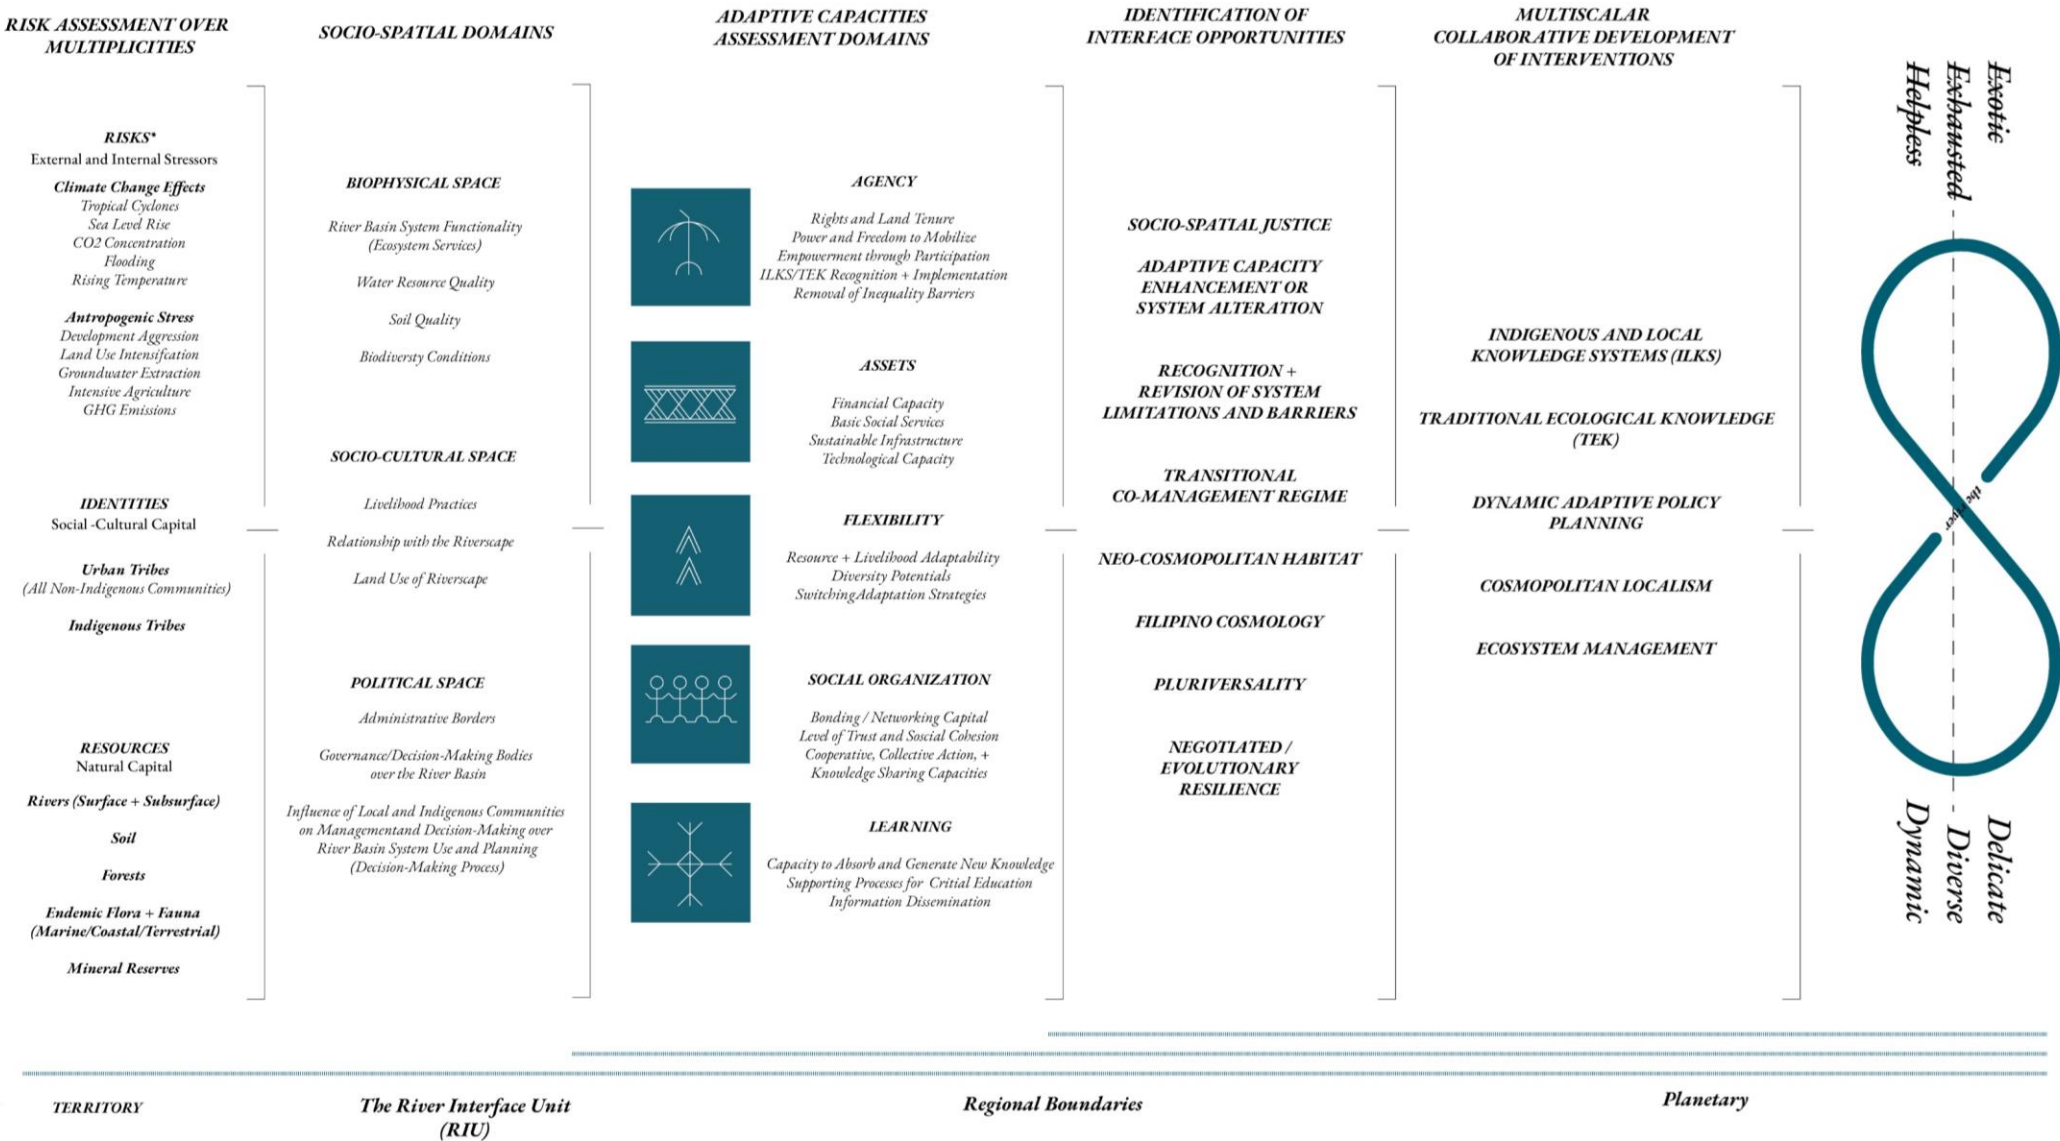 RISK ASSESSMENT OVER
MULTIPLICITIES
RISKS*
External and Internal Stressors
Climate Change Effects
Tropical Cyclones
Sea Level Rise
CO2 Concentration
Flooding
Rising Temperature
Antropogenic Stress
Development Aggression
Land Use Intensifcation
Groundwater Extraction
Intensive Agriculture
GHG Emissions
IDENTITIES
Social -Cultural Capital
Urban Tribes
(All Non-Indigenous Communities)
Indigenous Tribes
RESOURCES
Natural Capital
Rivers (Surface + Subsurface)
Soil
Forests
Endemic Flora + Fauna
(Marine/Coastal/Terrestrial)
Mineral Reserves
SOCIO-SPATIAL DOMAINS
BIOPHYSICAL SPACE
River Basin System Functionality
(Ecosystem Services)
Water Resource Quality
Soil Quality
Biodiversty Conditions
SOCIO-CULTURAL SPACE
Livelihood Practices
Relationship with the Riverscape
Land Use of Riverscape
POLITICAL SPACE
Administrative Borders
Governance/Decision-Making Bodies
over the River Basin
Influence of Local and Indigenous Communities
on Managementand Decision-Making over
River Basin System Use and Planning
(Decision-Making Process)
ADAPTIVE CAPACITIES
ASSESSMENT DOMAINS
AGENCY
Rights and Land Tenure
Power and Freedom to Mobilize
Empowerment through Participation
ILKS/TEK Recognition + Implementation
Removal of Inequality Barriers
ASSETS
Financial Capacity
Basic Social Services
Sustainable Infrastructure
Technological Capacity
FLEXIBILITY
Resource + Livelihood Adaptability
Diversity Potentials
SwitchingAdaptation Strategies
SOCIAL ORGANIZATION
Bonding / Networking Capital
Level of Trust and Soscial Cohesion
Cooperative, Collective Action, +
Knowledge Sharing Capacities
LEARNING
Capacity to Absorb and Generate New Knowledge
Supporting Processes for Critial Education
Information Dissemination
IDENTIFICATION OF
INTERFACE OPPORTUNITIES
SOCIO-SPATIAL JUSTICE
ADAPTIVE CAPACITY
ENHANCEMENT OR
SYSTEM ALTERATION
RECOGNITION +
REVISION OF SYSTEM
LIMITATIONS AND BARRIERS
TRANSITIONAL
CO-MANAGEMENT REGIME
NEO-COSMOPOLITAN HABITAT
FILIPINO COSMOLOGY
PLURIVERSALITY
NEGOTIATED /
EVOLUTIONARY
RESILIENCE
MULTISCALAR
COLLABORATIVE DEVELOPMENT
OF INTERVENTIONS
INDIGENOUS AND LOCAL
KNOWLEDGE SYSTEMS (ILKS)
TRADITIONAL ECOLOGICAL KNOWLEDGE
(TEK)
DYNAMIC ADAPTIVE POLICY
PLANNING
COSMOPOLITAN LOCALISM
ECOSYSTEM MANAGEMENT
Exotic
Exhausted
Helpless
the river
Delicate
Diverse
Dynamic
TERRITORY
The River Interface Unit
(RIU)
Regional Boundaries
Planetary